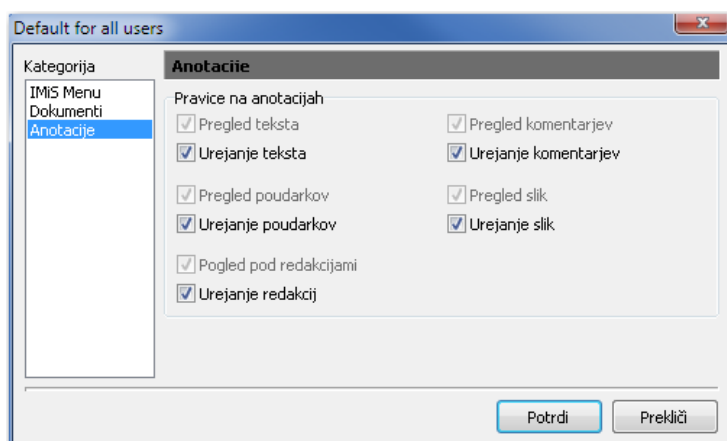 Default for all users
Kategorija
IMiS Menu
Dokumenti
Anotacije
Anotacije
Pravice na anotacijah
Pregled teksta Pregled komentarjev
Urejanje teksta Urejanje komentarjev
Pregled poudarkov Pregled slik
Urejanje poudarkov Urejanje slik
Pogled pod redakcijami
Urejanje redakcij
Potrdi Prekliči